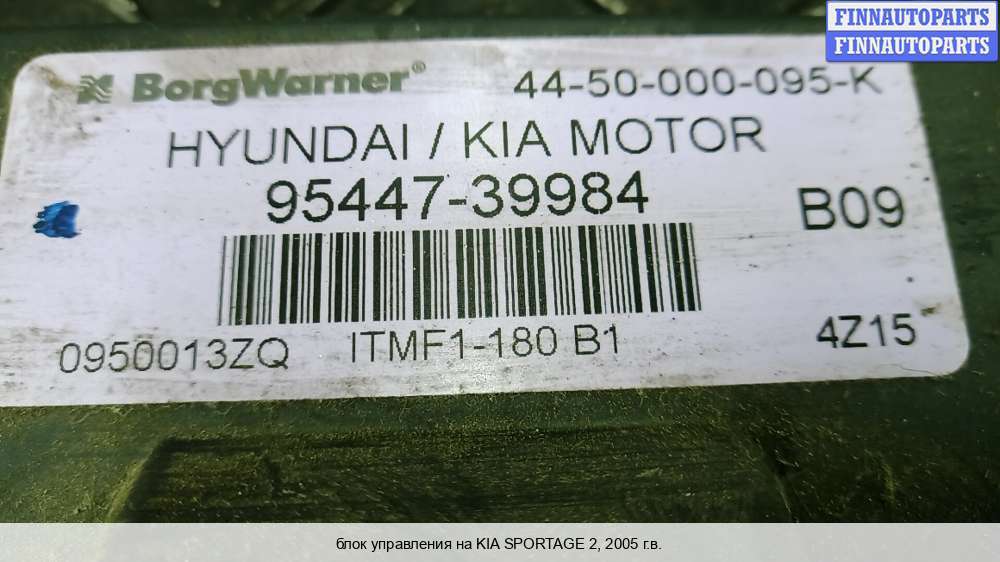 FINNAUTOPARTS
FINNAUTOPARTS
BorgWarner® 44-50-000-095-K
HYUNDAI / KIA MOTOR
95447-39984 B09
ITMF1-180 B1 4Z15
0950013ZQ
блок управления на KIA SPORTAGE 2, 2005 г.в.